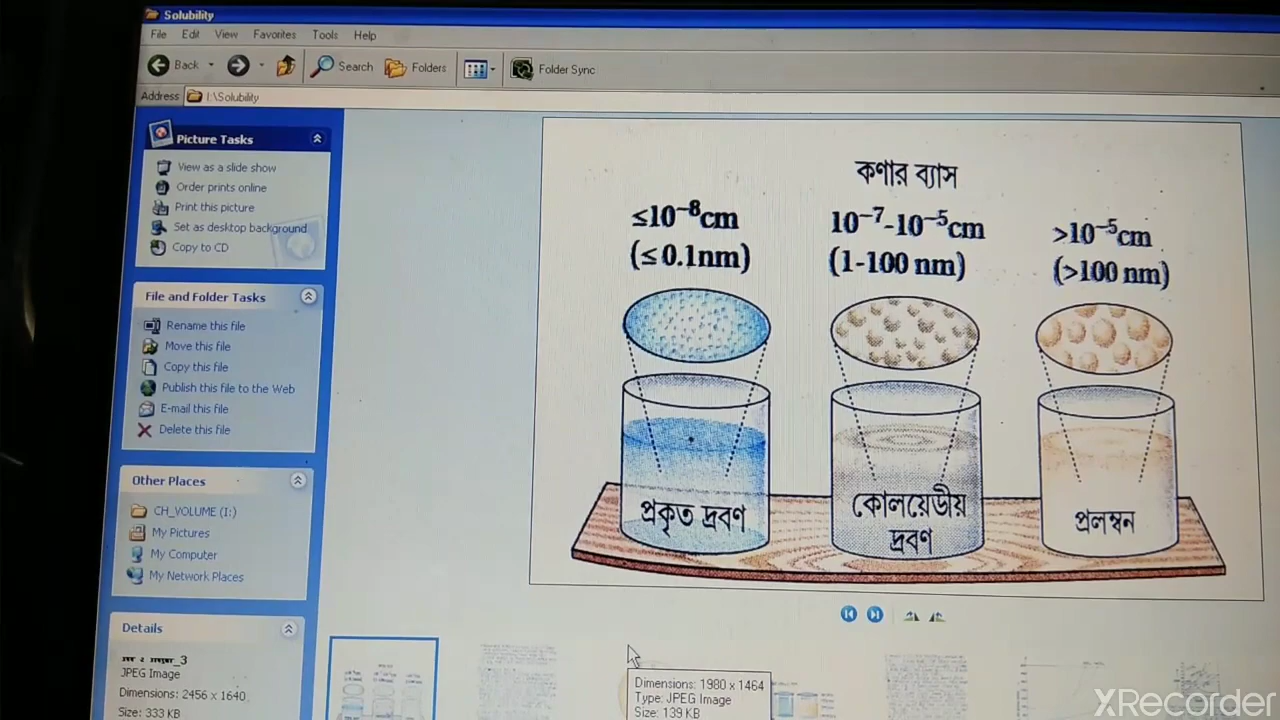 Solubility
File Edit View Favorites Tools Help
Back Search Folders Folder Sync
Address I:\Solubility
Picture Tasks
View as a slide show
Order prints online
Print this picture
Set as desktop background
Copy to CD
File and Folder Tasks
Rename this file
Move this file
Copy this file
Publish this file to the Web
E-mail this file
Delete this file
Other Places
CH_VOLUME (I:)
My Pictures
My Computer
My Network Places
Details
_3
JPEG Image
Dimensions: 2456 x 1640
Size: 333 KB
কণার ব্যাস
≤10⁻⁸cm
(≤0.1nm)
10⁻⁷-10⁻⁵cm
(1-100 nm)
>10⁻⁵cm
(>100 nm)
প্রকৃত দ্রবণ
কোলয়েডীয়
দ্রবণ
প্রলম্বন
Dimensions: 1980 x 1464
Type: JPEG Image
Size: 139 KB
XRecorder